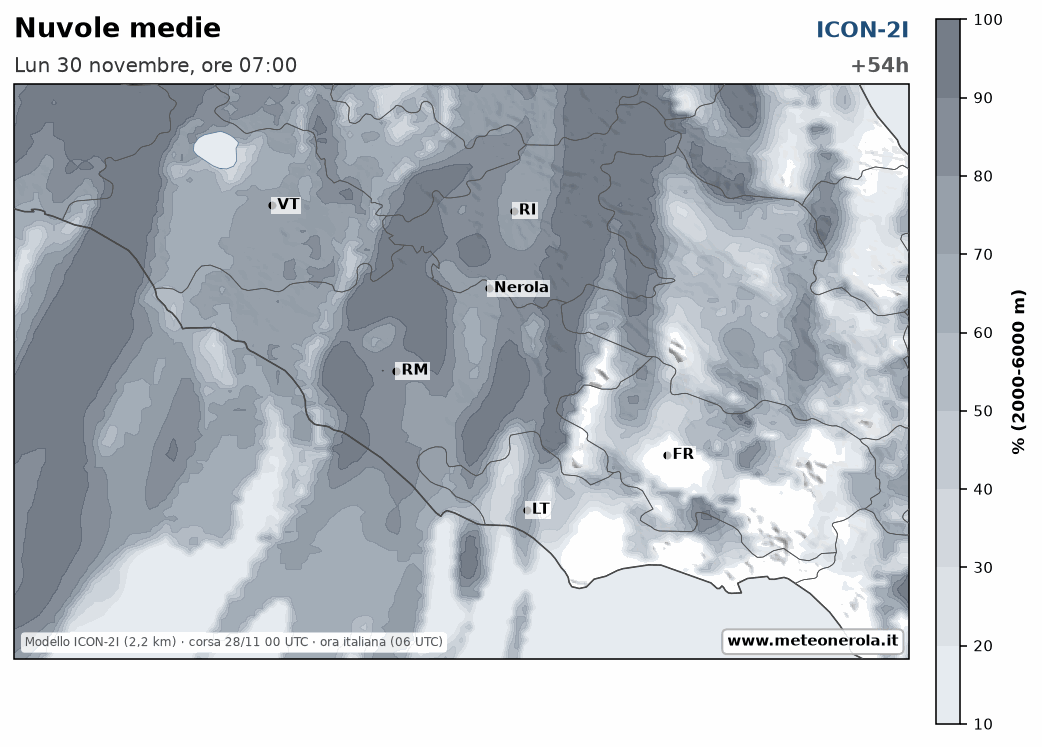 Nuvole medie
ICON-2I
Lun 30 novembre, ore 07:00
+54h
100
90
80
70
60
50
40
30
20
10
% (2000-6000 m)
VT
RI
Nerola
RM
FR
LT
Modello ICON-2I (2,2 km) · corsa 28/11 00 UTC · ora italiana (06 UTC)
www.meteonerola.it